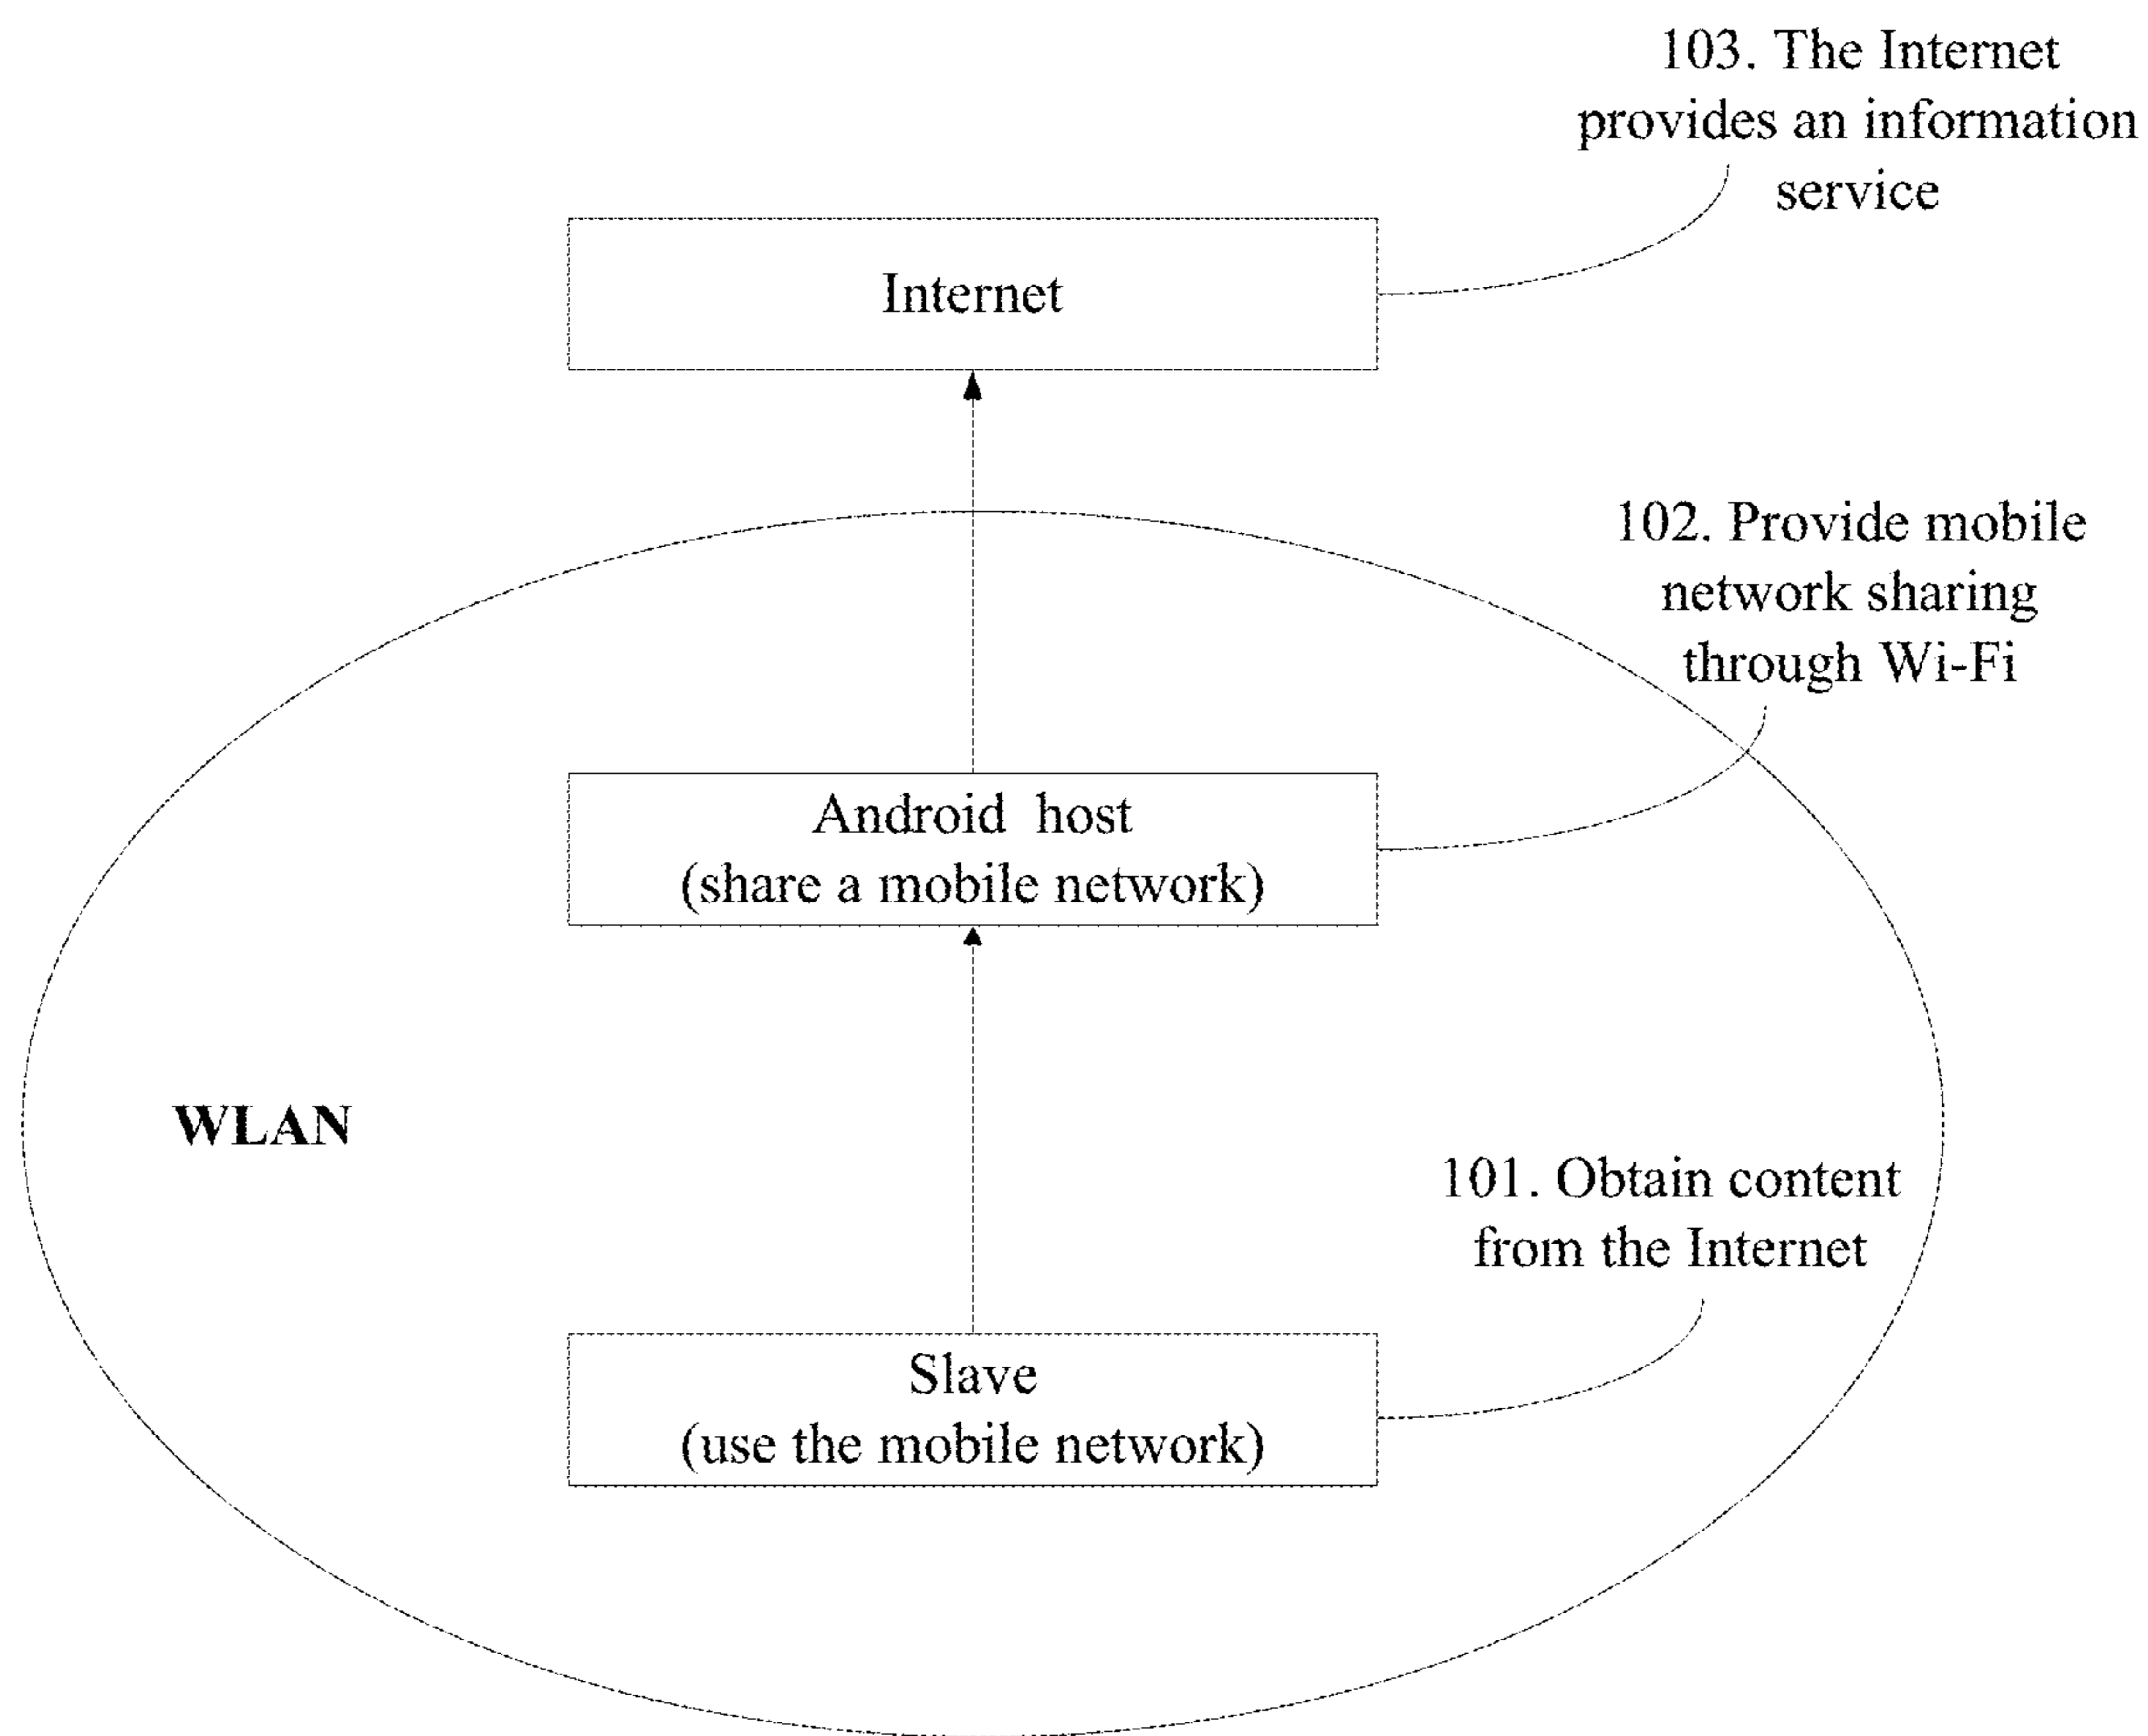 103. The Internet
provides an information
service
Internet
102. Provide mobile
network sharing
through Wi-Fi
Android host
(share a mobile network)
WLAN
101. Obtain content
from the Internet
Slave
(use the mobile network)